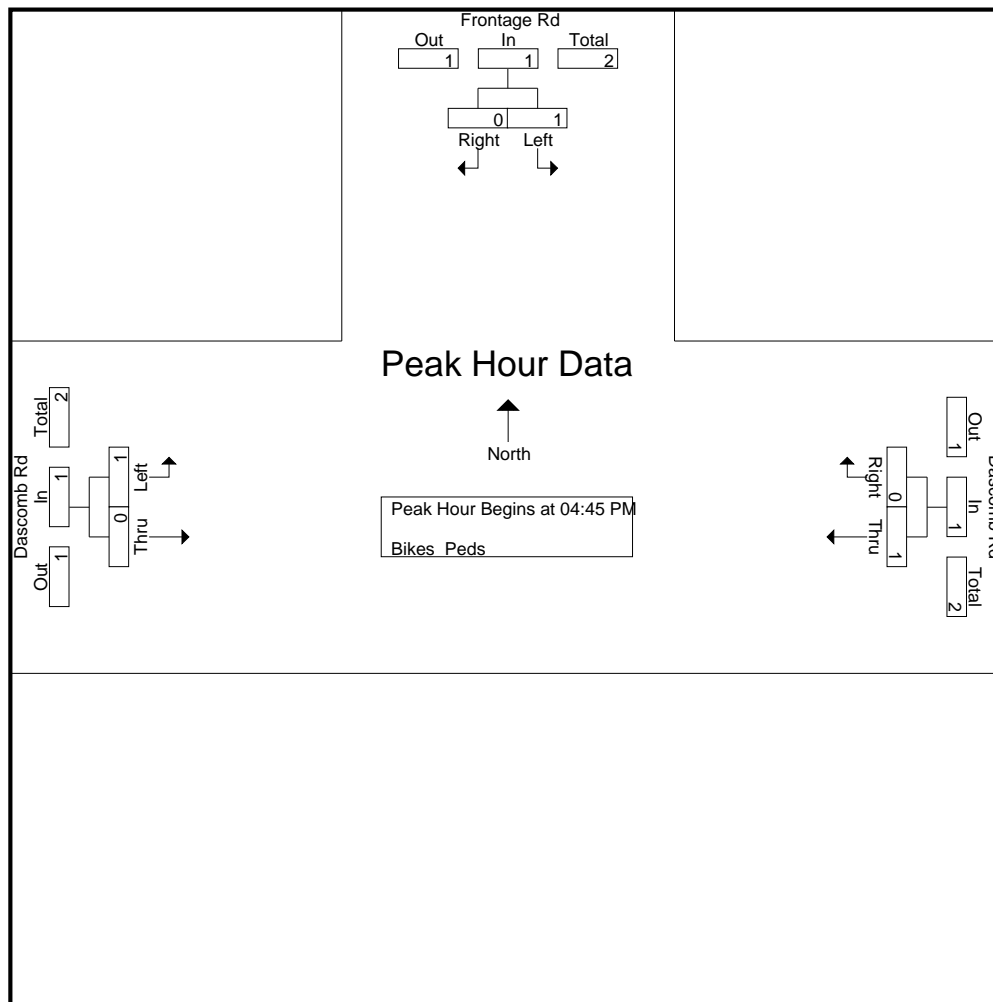 Frontage Rd
Out In Total
1 1 2
0 1
Right Left
Peak Hour Data
North
Peak Hour Begins at 04:45 PM
Bikes Peds
Dascomb Rd
Out In Total
1 1 2
Left
1
Thru
0
Dascomb Rd
Out In Total
1 1 2
Right
0
Thru
1